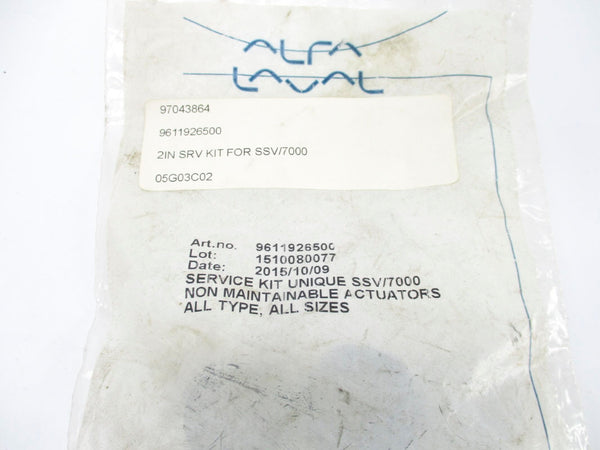 ALFA
LAVAL
97043864
9611926500
2IN SRV KIT FOR SSV/7000
05G03C02
Art.no. 9611926500
Lot: 1510080077
Date: 2015/10/09
SERVICE KIT UNIQUE SSV/7000
NON MAINTAINABLE ACTUATORS
ALL TYPE, ALL SIZES